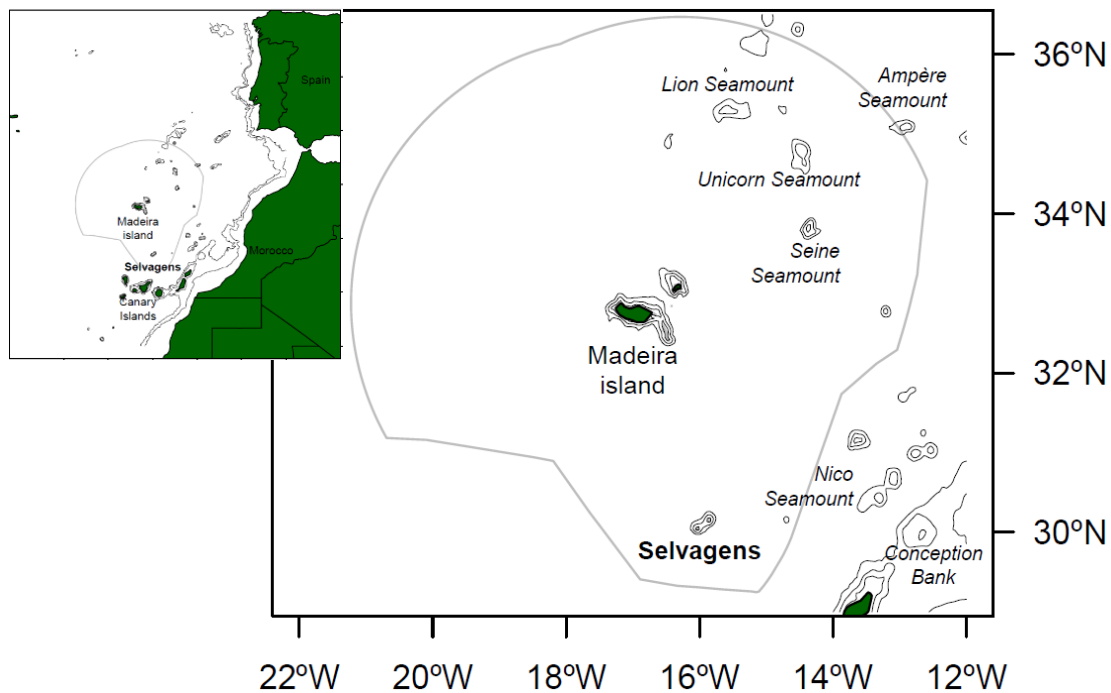 Spain
Madeira
island
Morocco
Selvagens
Canary
Islands
Lion Seamount
Ampère
Seamount
Unicorn Seamount
Seine
Seamount
Madeira
island
Nico
Seamount
Selvagens
Conception
Bank
36ºN
34ºN
32ºN
30ºN
22ºW 20ºW 18ºW 16ºW 14ºW 12ºW